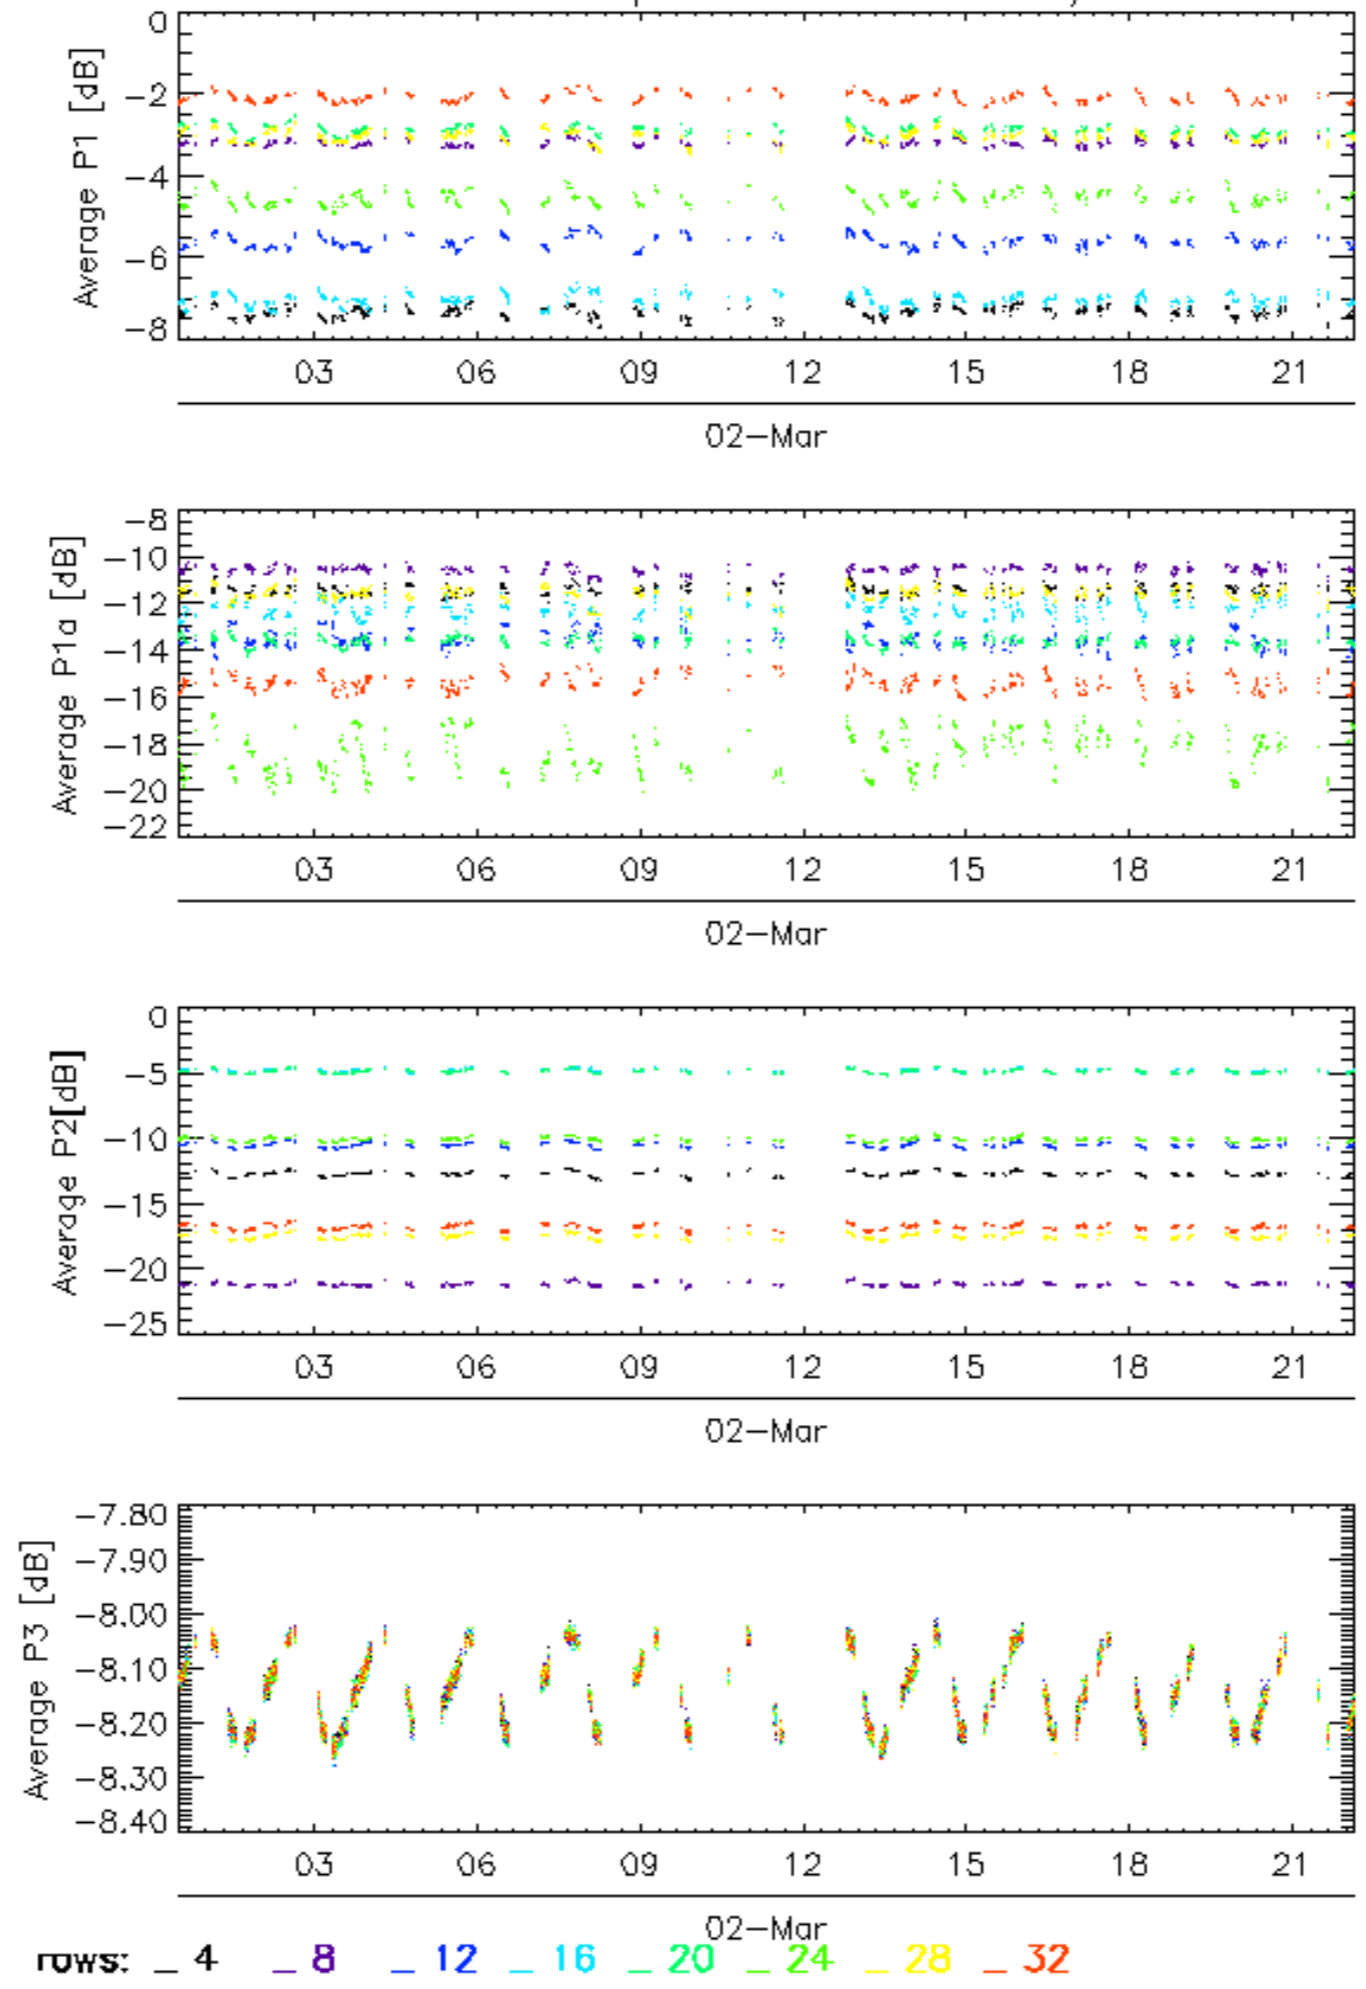 0
−2
−4
−6
−8
Average P1 [dB]
03 06 09 12 15 18 21
02−Mar
−8
−10
−12
−14
−16
−18
−20
−22
Average P1a [dB]
03 06 09 12 15 18 21
02−Mar
0
−5
−10
−15
−20
−25
Average P2[dB]
03 06 09 12 15 18 21
02−Mar
−7.80
−7.90
−8.00
−8.10
−8.20
−8.30
−8.40
Average P3 [dB]
03 06 09 12 15 18 21
02−Mar
rows: _ 4 _ 8 _ 12 _ 16 _ 20 _ 24 _ 28 _ 32